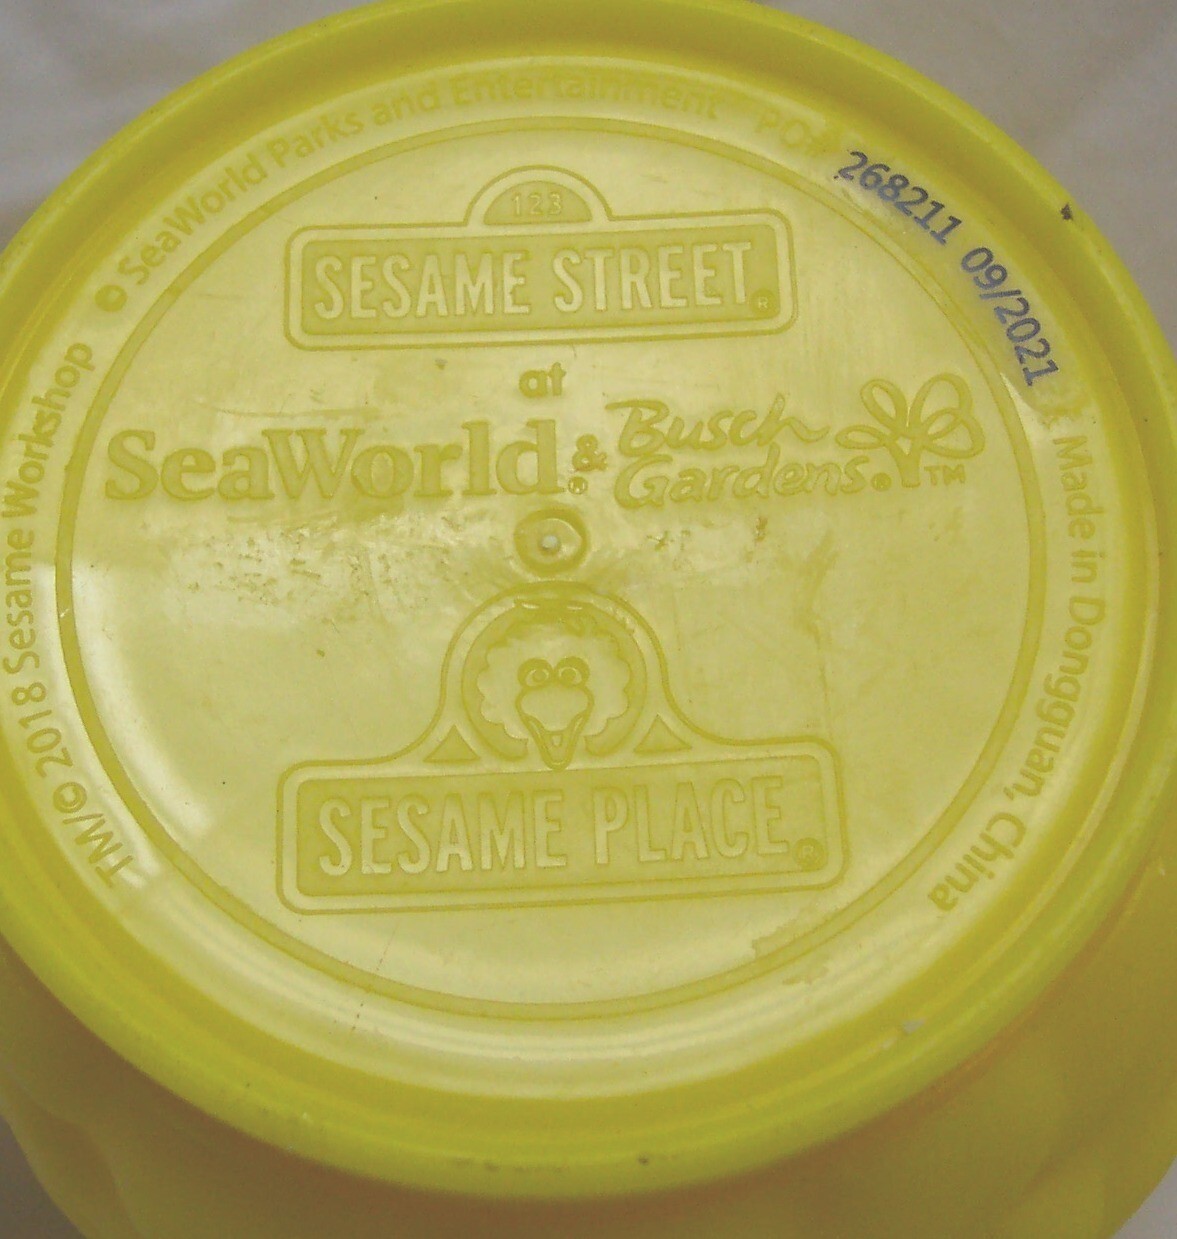 TM/© 2018 Sesame Workshop © SeaWorld Parks and Entertainment PO# 268211 09/2021 Made in Dongguan, China
123
SESAME STREET®
at
SeaWorld® & Busch Gardens®™
SESAME PLACE®